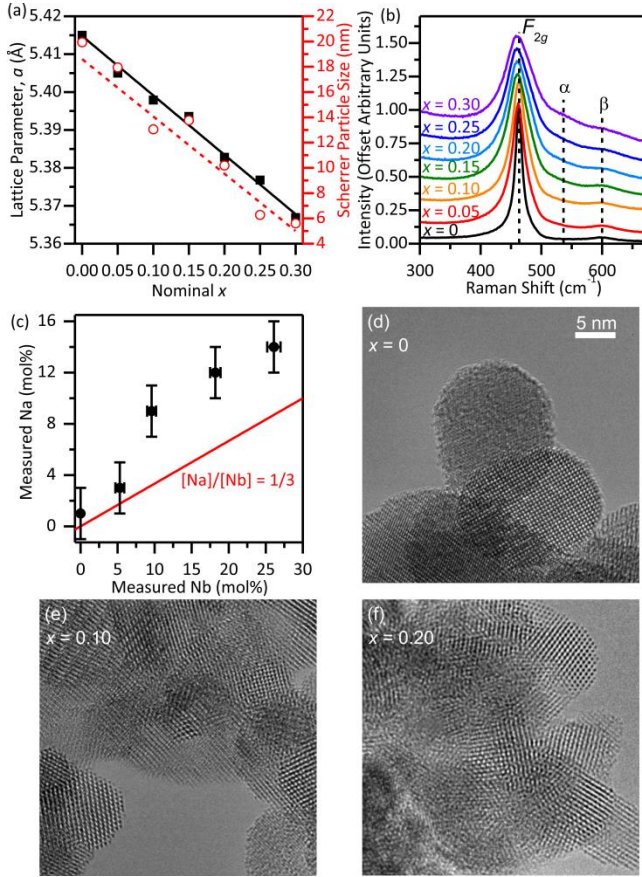 (a)
Lattice Parameter, a (Å)
5.42
5.41
5.40
5.39
5.38
5.37
5.36
22
20
18
16
14
12
10
8
6
4
Scherrer Particle Size (nm)
0.00 0.05 0.10 0.15 0.20 0.25 0.30
Nominal x
(b)
Intensity (Offset Arbitrary Units)
1.50
1.25
1.00
0.75
0.50
0.25
0.00
F2g
α
β
x = 0.30
x = 0.25
x = 0.20
x = 0.15
x = 0.10
x = 0.05
x = 0
300 400 500 600
Raman Shift (cm-1)
(c)
Measured Na (mol%)
16
12
8
4
0
[Na]/[Nb] = 1/3
0 5 10 15 20 25 30
Measured Nb (mol%)
(d)
x = 0
5 nm
(e)
x = 0.10
(f)
x = 0.20